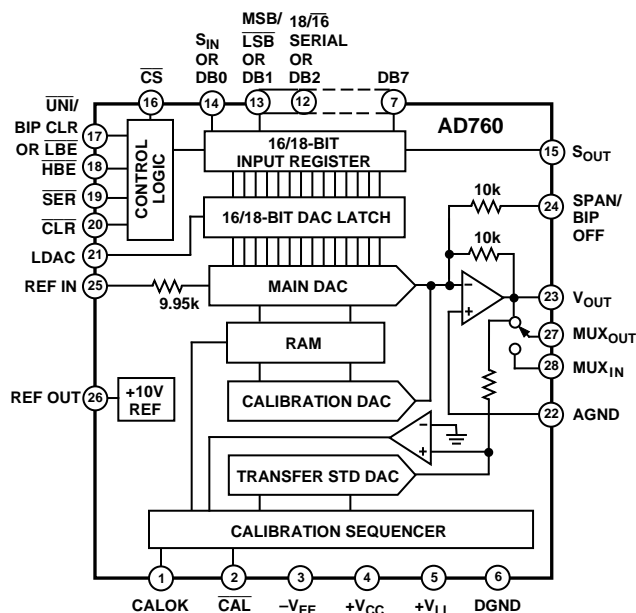 MSB/ 18/16
S_IN LSB SERIAL
CS OR OR OR
DB0 DB1 DB2 DB7
UNI/ 16 14 13 12 7
AD760
BIP CLR 17
OR LBE
HBE 18
SER 19
CLR 20
CONTROL LOGIC
16/18-BIT
INPUT REGISTER
15 S_OUT
10k
24 SPAN/
BIP
OFF
16/18-BIT DAC LATCH
10k
LDAC 21
REF IN 25
9.95k
MAIN DAC
−
+
23 V_OUT
27 MUX_OUT
RAM
28 MUX_IN
REF OUT 26
+10V
REF
CALIBRATION DAC
22 AGND
−
+
TRANSFER STD DAC
CALIBRATION SEQUENCER
1 2 3 4 5 6
CALOK CAL −V_EE +V_CC +V_LL DGND